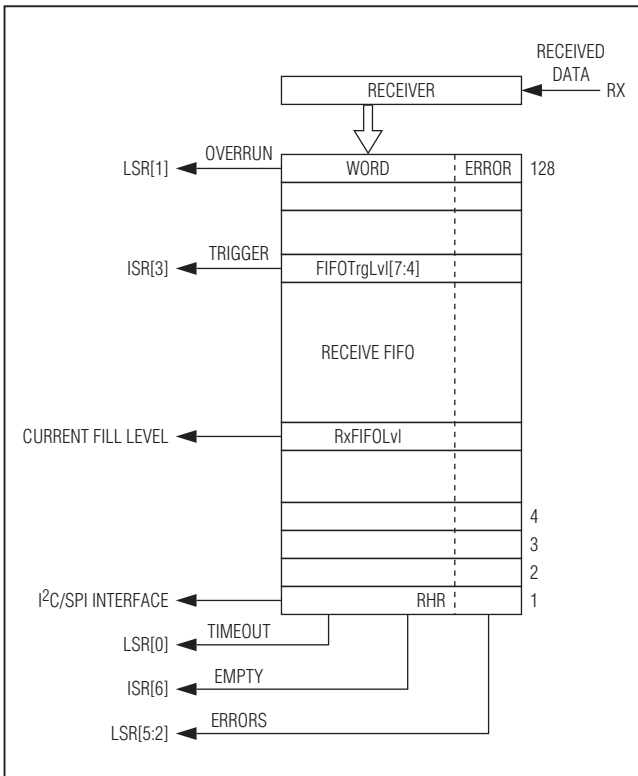 RECEIVED
DATA
RECEIVER
RX
OVERRUN
LSR[1]
WORD
ERROR
128
TRIGGER
ISR[3]
FIFOTrgLvl[7:4]
RECEIVE FIFO
CURRENT FILL LEVEL
RxFIFOLvl
4
3
2
I2C/SPI INTERFACE
RHR
1
TIMEOUT
LSR[0]
EMPTY
ISR[6]
ERRORS
LSR[5:2]